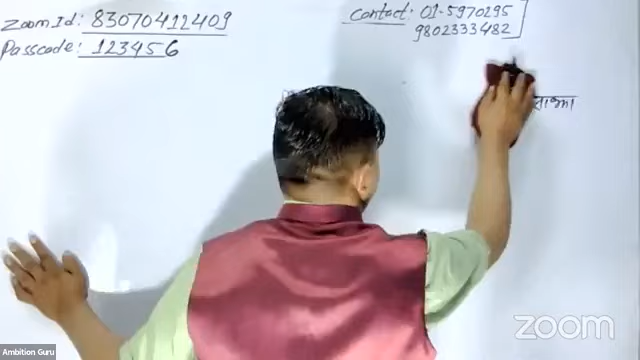 Zoom Id: 83070412409
Passcode: 123456
Contact: 01-5970295
9802333482
Ambition Guru
zoom